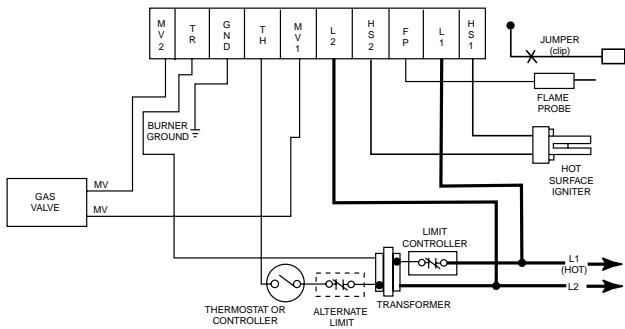 MV2 TR GND TH MV1 L2 HS2 FP L1 HS1
JUMPER
(clip)
FLAME
PROBE
BURNER
GROUND
HOT
SURFACE
IGNITER
MV
GAS
VALVE
MV
LIMIT
CONTROLLER
L1
(HOT)
L2
THERMOSTAT OR
CONTROLLER
ALTERNATE
LIMIT
TRANSFORMER